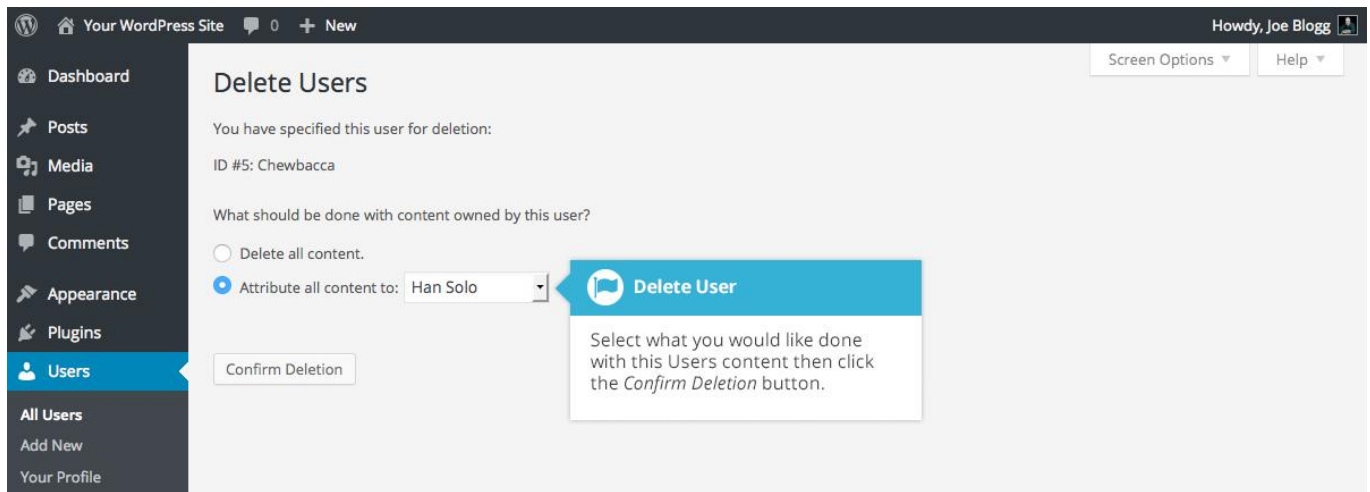 Your WordPress Site 0 + New Howdy, Joe Blogg
Screen Options Help
Dashboard
Posts
Media
Pages
Comments
Appearance
Plugins
Users
All Users
Add New
Your Profile
Delete Users
You have specified this user for deletion:
ID #5: Chewbacca
What should be done with content owned by this user?
Delete all content.
Attribute all content to: Han Solo
Confirm Deletion
Delete User
Select what you would like done
with this Users content then click
the Confirm Deletion button.